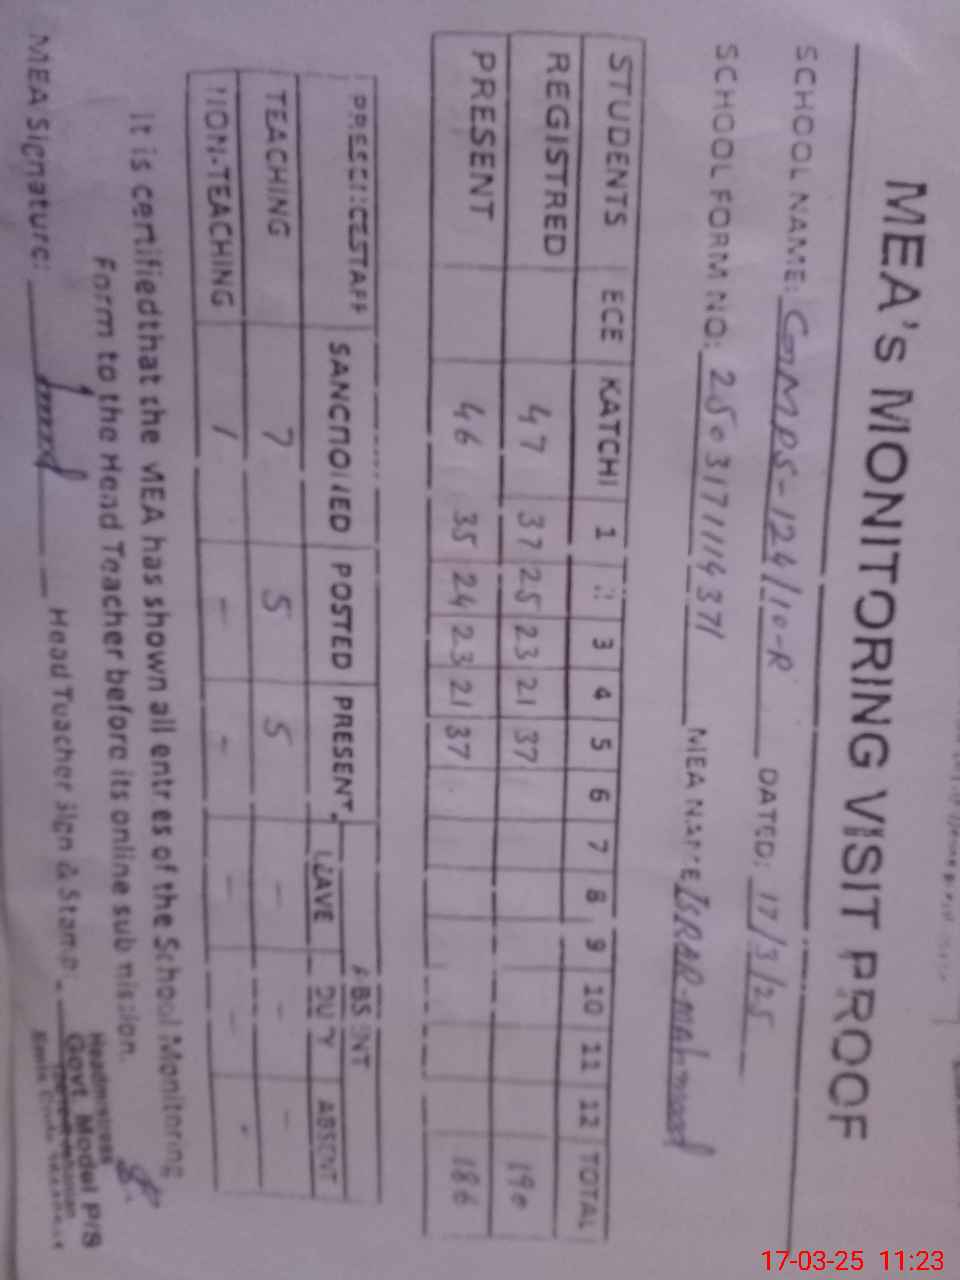 MEA's MONITORING VISIT PROOF
SCHOOL NAME: GGMPS-124/10-R DATED: 17/3/25
SCHOOL FORM NO: 25031711114371 MEA NAME ISRAR-mahmood
STUDENTS ECE KATCHI 1 2 3 4 5 6 7 8 9 10 11 12 TOTAL
REGISTRED 47 37 25 23 21 37 190
PRESENT 46 35 24 23 21 37 186
PRESENCE STAFF SANCTIONED POSTED PRESENT ABSENT
LEAVE DUTY ABSENT
TEACHING 7 5 5 - - -
NON-TEACHING 1 - - - - -
It is certified that the MEA has shown all entres of the School Monitoring
Form to the Head Teacher before its online submission.
MEA Signature: Head Teacher Sign & Stamp.
Headmistress
Govt. Model P/S
17-03-25 11:23